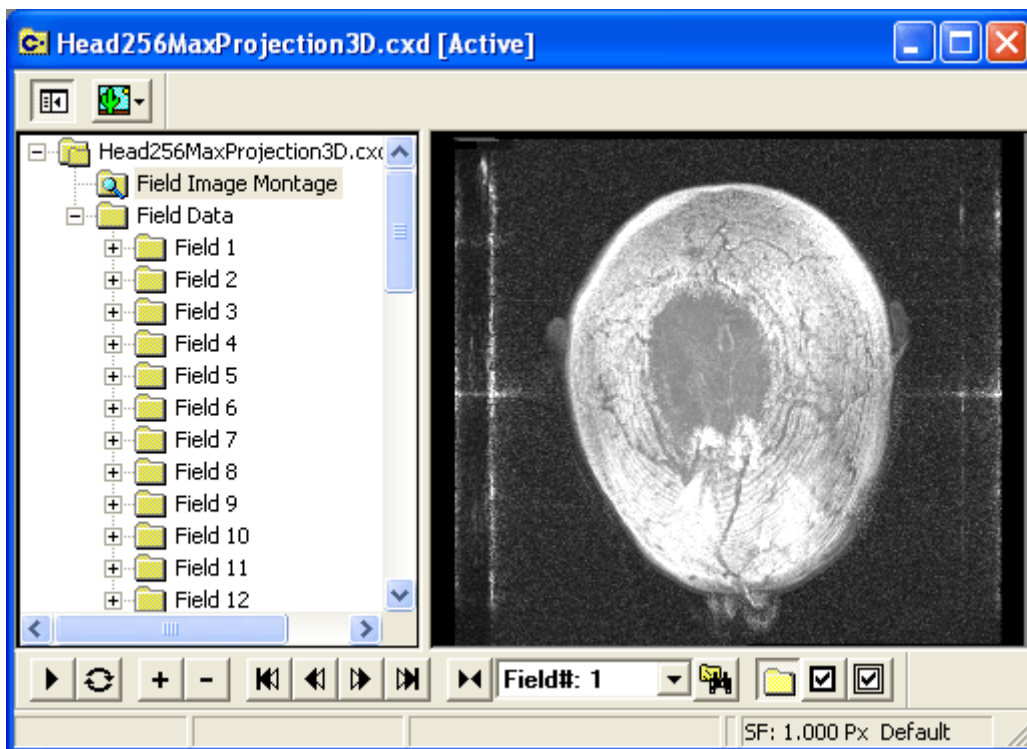 Head256MaxProjection3D.cxd [Active]
Head256MaxProjection3D.cxd
Field Image Montage
Field Data
Field 1
Field 2
Field 3
Field 4
Field 5
Field 6
Field 7
Field 8
Field 9
Field 10
Field 11
Field 12
Field#: 1
SF: 1.000 Px Default